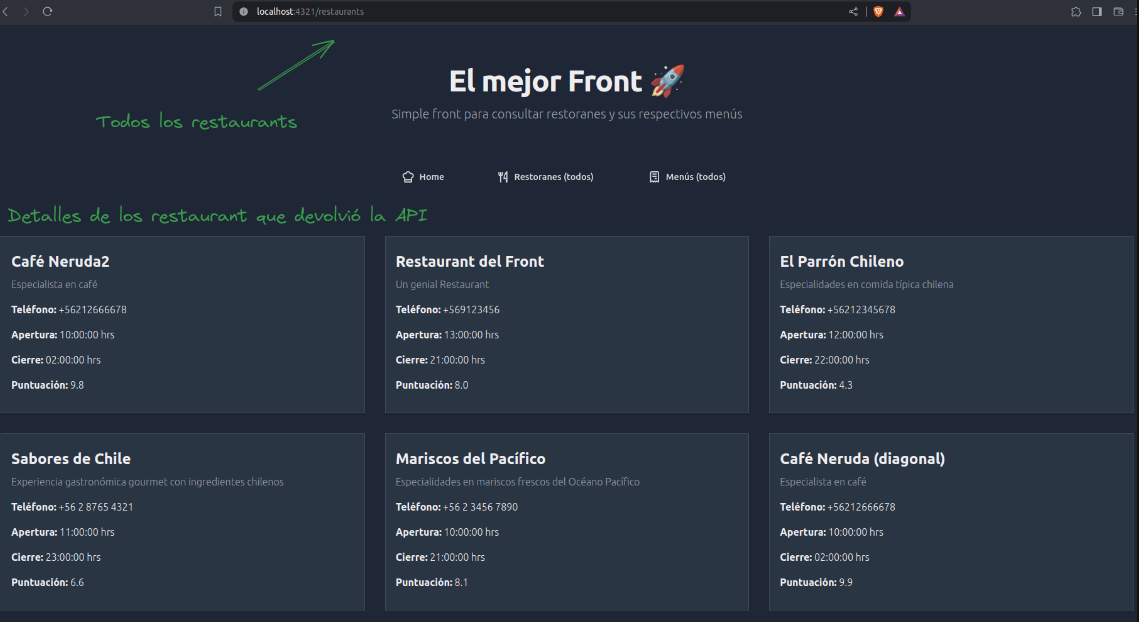 localhost:4321/restaurants
El mejor Front 🚀
Todos los restaurants
Simple front para consultar restoranes y sus respectivos menús
Home
Restoranes (todos)
Menús (todos)
Detalles de los restaurant que devolvió la API
Café Neruda2
Especialista en café
Teléfono: +56212666678
Apertura: 10:00:00 hrs
Cierre: 02:00:00 hrs
Puntuación: 9.8
Restaurant del Front
Un genial Restaurant
Teléfono: +569123456
Apertura: 13:00:00 hrs
Cierre: 21:00:00 hrs
Puntuación: 8.0
El Parrón Chileno
Especialidades en comida típica chilena
Teléfono: +56212345678
Apertura: 12:00:00 hrs
Cierre: 22:00:00 hrs
Puntuación: 4.3
Sabores de Chile
Experiencia gastronómica gourmet con ingredientes chilenos
Teléfono: +56 2 8765 4321
Apertura: 11:00:00 hrs
Cierre: 23:00:00 hrs
Puntuación: 6.6
Mariscos del Pacífico
Especialidades en mariscos frescos del Océano Pacífico
Teléfono: +56 2 3456 7890
Apertura: 10:00:00 hrs
Cierre: 21:00:00 hrs
Puntuación: 8.1
Café Neruda (diagonal)
Especialista en café
Teléfono: +56212666678
Apertura: 10:00:00 hrs
Cierre: 02:00:00 hrs
Puntuación: 9.9